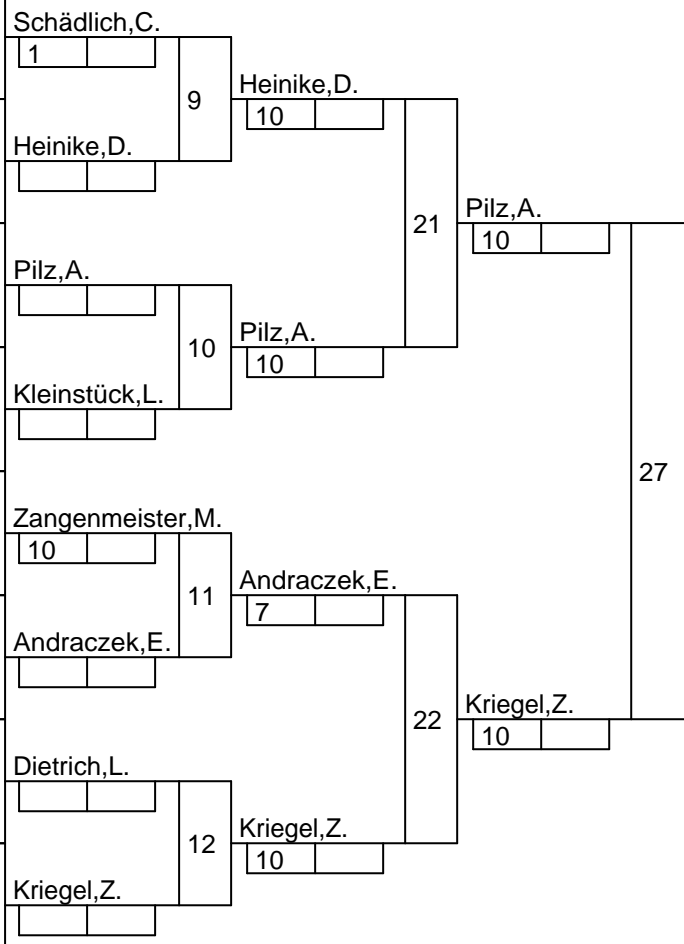 Schädlich,C.
1
9
Heinike,D.
10
Heinike,D.
21
Pilz,A.
10
Pilz,A.
10
Pilz,A.
10
Kleinstück,L.
27
Zangenmeister,M.
10
11
Andraczek,E.
7
Andraczek,E.
22
Kriegel,Z.
10
Dietrich,L.
12
Kriegel,Z.
10
Kriegel,Z.